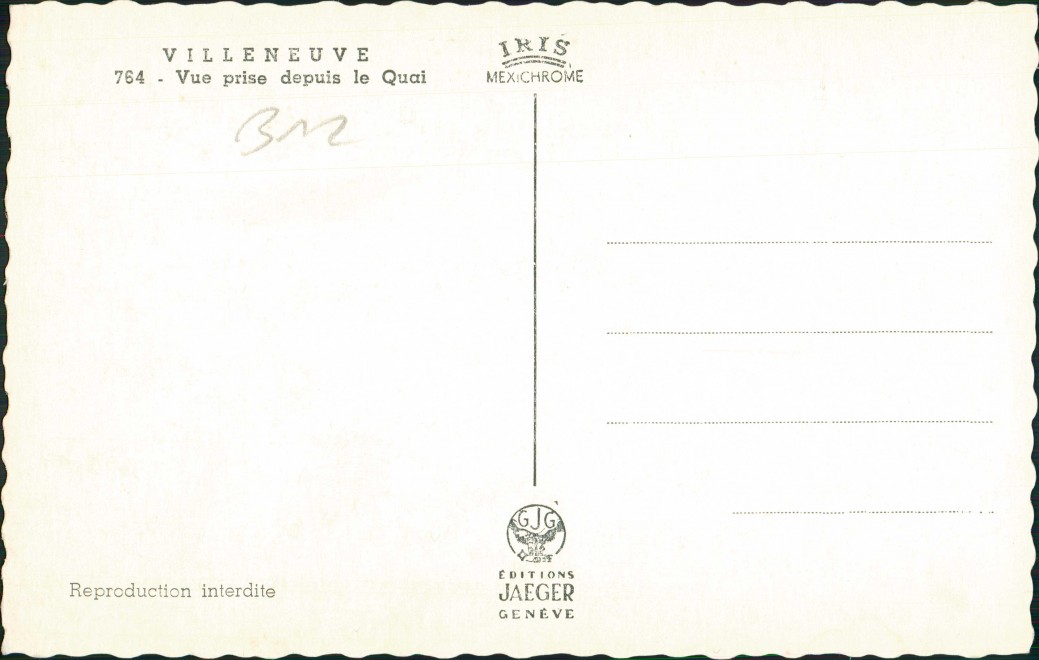 VILLENEUVE
764 - Vue prise depuis le Quai
IRIS
MEXICHROME
GJG
ÉDITIONS
JAEGER
GENÈVE
Reproduction interdite